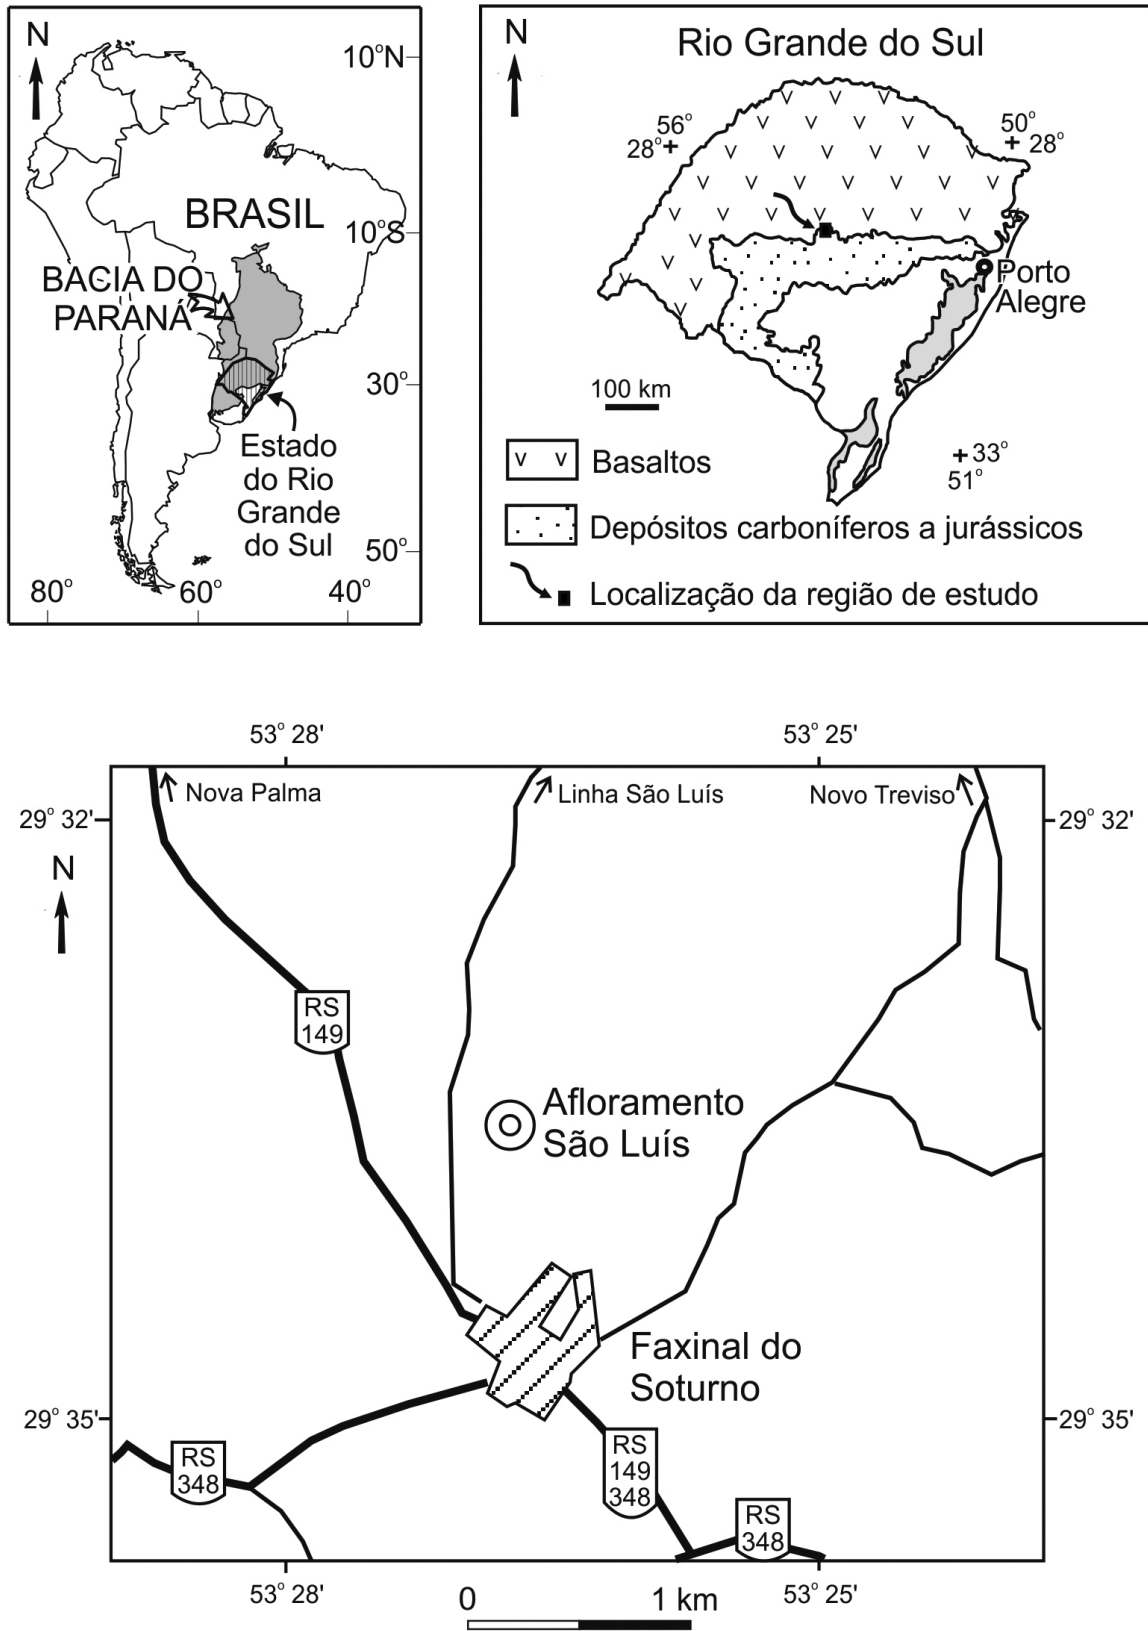 N
10°N
BRASIL
10°S
BACIA DO
PARANÁ
30°
Estado
do Rio
Grande
do Sul
50°
80°
60°
40°
N
Rio Grande do Sul
56°
28°
50°
28°
Porto
Alegre
100 km
33°
51°
V V Basaltos
Depósitos carboníferos a jurássicos
Localização da região de estudo
53° 28'
53° 25'
Nova Palma
Linha São Luís
Novo Treviso
29° 32'
29° 32'
N
RS
149
Afloramento
São Luís
Faxinal do
Soturno
29° 35'
29° 35'
RS
348
RS
149
348
RS
348
53° 28'
53° 25'
0 1 km